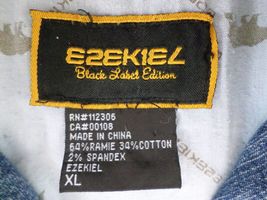 EZEKIEL
Black Label Edition
RN#112306
CA#00108
MADE IN CHINA
64%RAMIE 34%COTTON
2% SPANDEX
EZEKIEL
XL
EZEKIEL